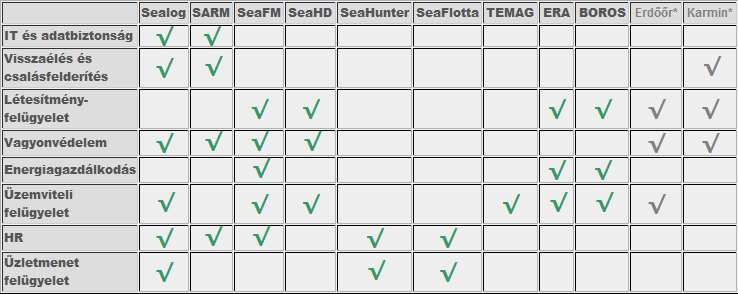 Sealog SARM SeaFM SeaHD SeaHunter SeaFlotta TEMAG ERA BOROS Erdőőr* Karmin*
IT és adatbiztonság √ √
Visszaélés és
csalásfelderítés √ √ √
Létesítmény-
felügyelet √ √ √ √ √ √
Vagyonvédelem √ √ √ √ √ √
Energiagazdálkodás √ √ √
Üzemviteli
felügyelet √ √ √ √ √ √ √
HR √ √ √ √ √
Üzletmenet
felügyelet √ √ √